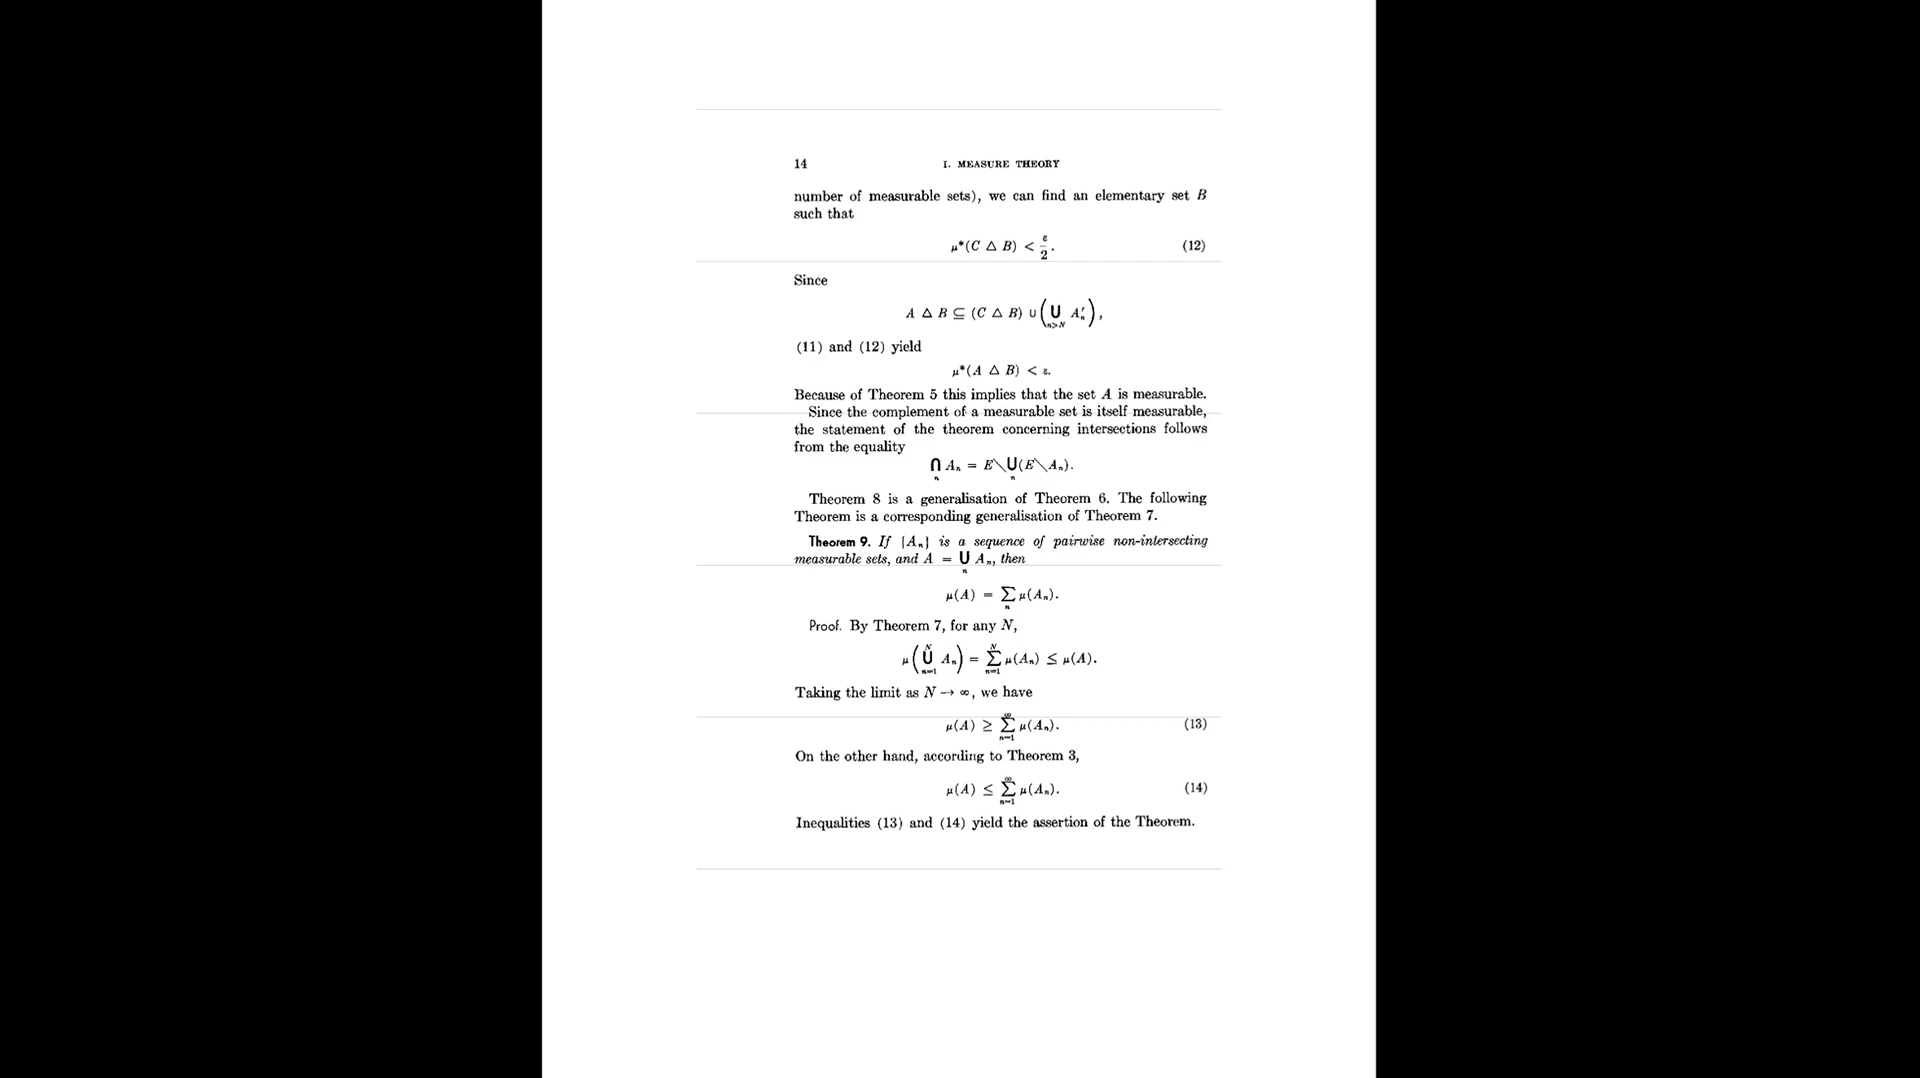 14 I. MEASURE THEORY
number of measurable sets), we can find an elementary set B
such that
μ*(C △ B) < ε/2. (12)
Since
A △ B ⊆ (C △ B) ∪ (⋃_{n>N} A′_n),
(11) and (12) yield
μ*(A △ B) < ε.
Because of Theorem 5 this implies that the set A is measurable.
Since the complement of a measurable set is itself measurable,
the statement of the theorem concerning intersections follows
from the equality
⋂_n A_n = E∖⋃_n(E∖A_n).
Theorem 8 is a generalisation of Theorem 6. The following
Theorem is a corresponding generalisation of Theorem 7.
Theorem 9. If {A_n} is a sequence of pairwise non-intersecting
measurable sets, and A = ⋃_n A_n, then
μ(A) = ∑_n μ(A_n).
Proof. By Theorem 7, for any N,
μ(⋃_{n=1}^N A_n) = ∑_{n=1}^N μ(A_n) ≤ μ(A).
Taking the limit as N → ∞, we have
μ(A) ≥ ∑_{n=1}^∞ μ(A_n). (13)
On the other hand, according to Theorem 3,
μ(A) ≤ ∑_{n=1}^∞ μ(A_n). (14)
Inequalities (13) and (14) yield the assertion of the Theorem.